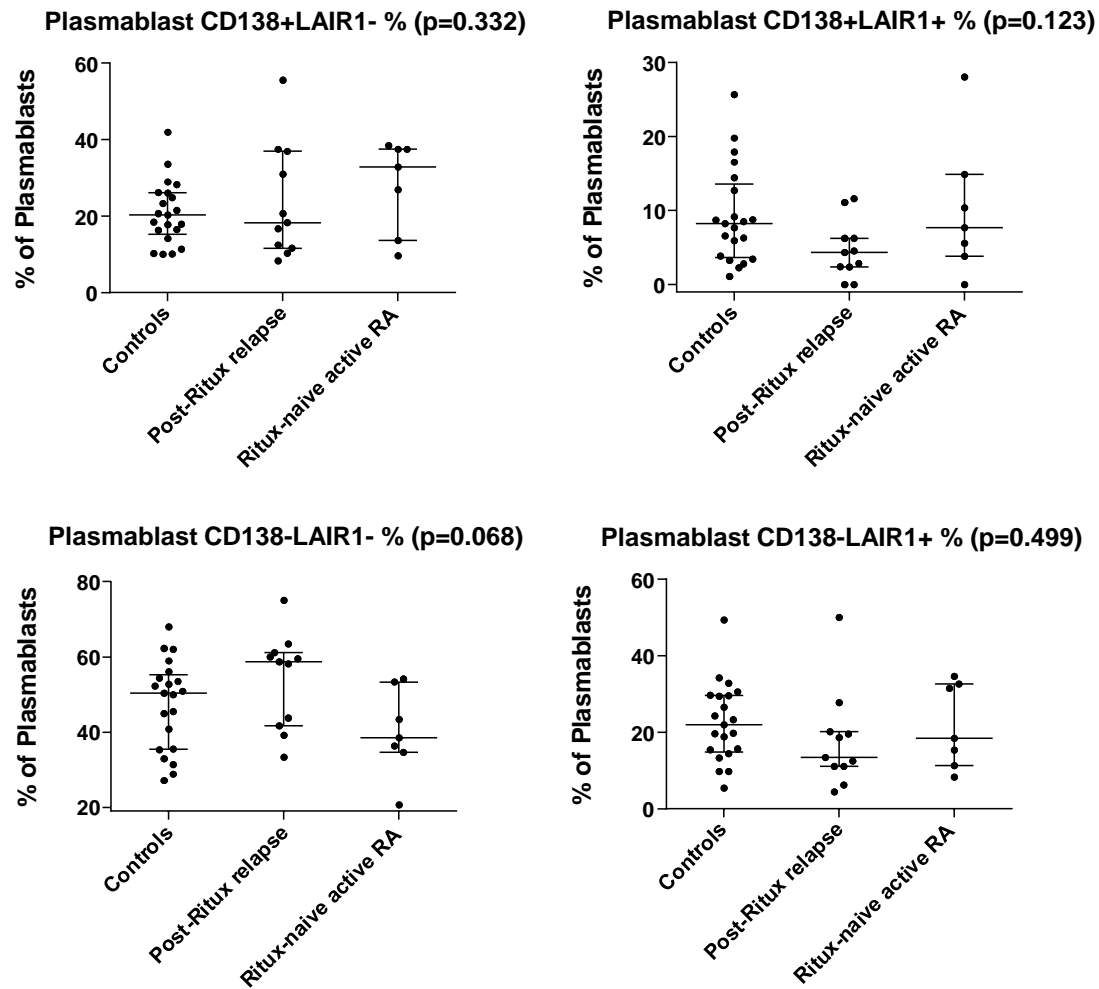 Plasmablast CD138+LAIR1- % (p=0.332)
% of Plasmablasts
60
40
20
0
Controls
Post-Ritux relapse
Ritux-naive active RA
Plasmablast CD138+LAIR1+ % (p=0.123)
% of Plasmablasts
30
20
10
0
Controls
Post-Ritux relapse
Ritux-naive active RA
Plasmablast CD138-LAIR1- % (p=0.068)
% of Plasmablasts
80
60
40
20
Controls
Post-Ritux relapse
Ritux-naive active RA
Plasmablast CD138-LAIR1+ % (p=0.499)
% of Plasmablasts
60
40
20
0
Controls
Post-Ritux relapse
Ritux-naive active RA